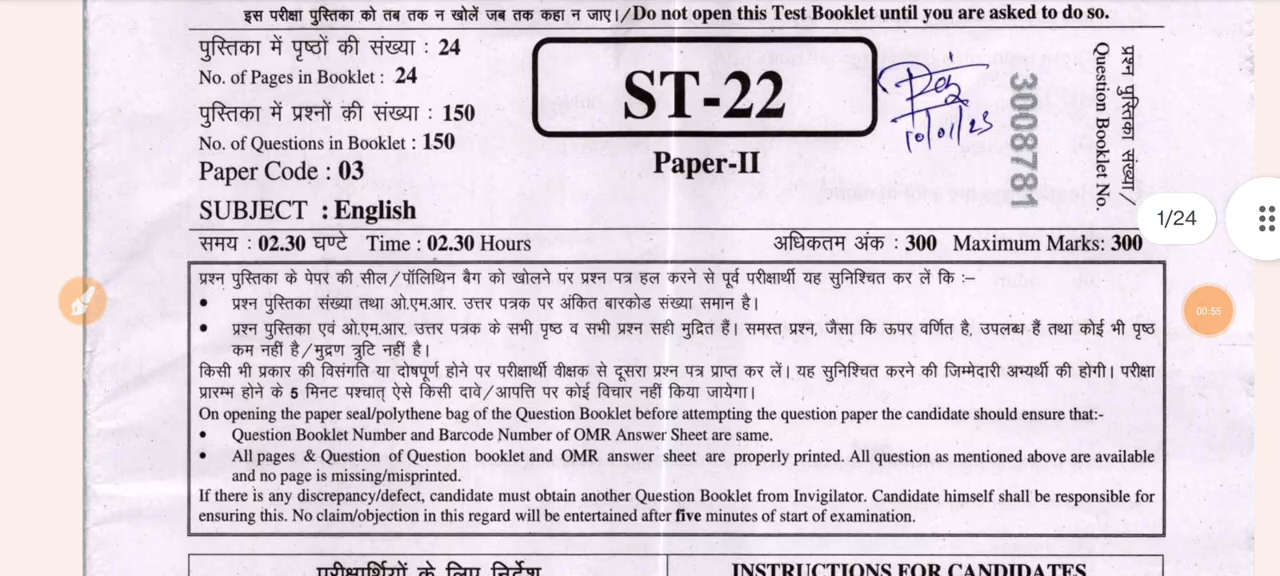 इस परीक्षा पुस्तिका को तब तक न खोलें जब तक कहा न जाए।/Do not open this Test Booklet until you are asked to do so.
पुस्तिका में पृष्ठों की संख्या : 24
No. of Pages in Booklet : 24
पुस्तिका में प्रश्नों की संख्या : 150
No. of Questions in Booklet : 150
Paper Code : 03
SUBJECT : English
ST-22
Paper-II
10/01/23
3008781
प्रश्न पुस्तिका संख्या /
Question Booklet No.
1/24
समय : 02.30 घण्टे Time : 02.30 Hours
अधिकतम अंक : 300 Maximum Marks: 300
प्रश्न पुस्तिका के पेपर की सील/पॉलिथिन बैग को खोलने पर प्रश्न पत्र हल करने से पूर्व परीक्षार्थी यह सुनिश्चित कर लें कि :–
• प्रश्न पुस्तिका संख्या तथा ओ.एम.आर. उत्तर पत्रक पर अंकित बारकोड संख्या समान है।
• प्रश्न पुस्तिका एवं ओ.एम.आर. उत्तर पत्रक के सभी पृष्ठ व सभी प्रश्न सही मुद्रित हैं। समस्त प्रश्न, जैसा कि ऊपर वर्णित है, उपलब्ध हैं तथा कोई भी पृष्ठ
कम नहीं है/मुद्रण त्रुटि नहीं है।
किसी भी प्रकार की विसंगति या दोषपूर्ण होने पर परीक्षार्थी वीक्षक से दूसरा प्रश्न पत्र प्राप्त कर लें। यह सुनिश्चित करने की जिम्मेदारी अभ्यर्थी की होगी। परीक्षा
प्रारम्भ होने के 5 मिनट पश्चात् ऐसे किसी दावे/आपत्ति पर कोई विचार नहीं किया जायेगा।
On opening the paper seal/polythene bag of the Question Booklet before attempting the question paper the candidate should ensure that:-
• Question Booklet Number and Barcode Number of OMR Answer Sheet are same.
• All pages & Question of Question booklet and OMR answer sheet are properly printed. All question as mentioned above are available
and no page is missing/misprinted.
If there is any discrepancy/defect, candidate must obtain another Question Booklet from Invigilator. Candidate himself shall be responsible for
ensuring this. No claim/objection in this regard will be entertained after five minutes of start of examination.
00:55
परीक्षार्थियों के लिए निर्देश
INSTRUCTIONS FOR CANDIDATES